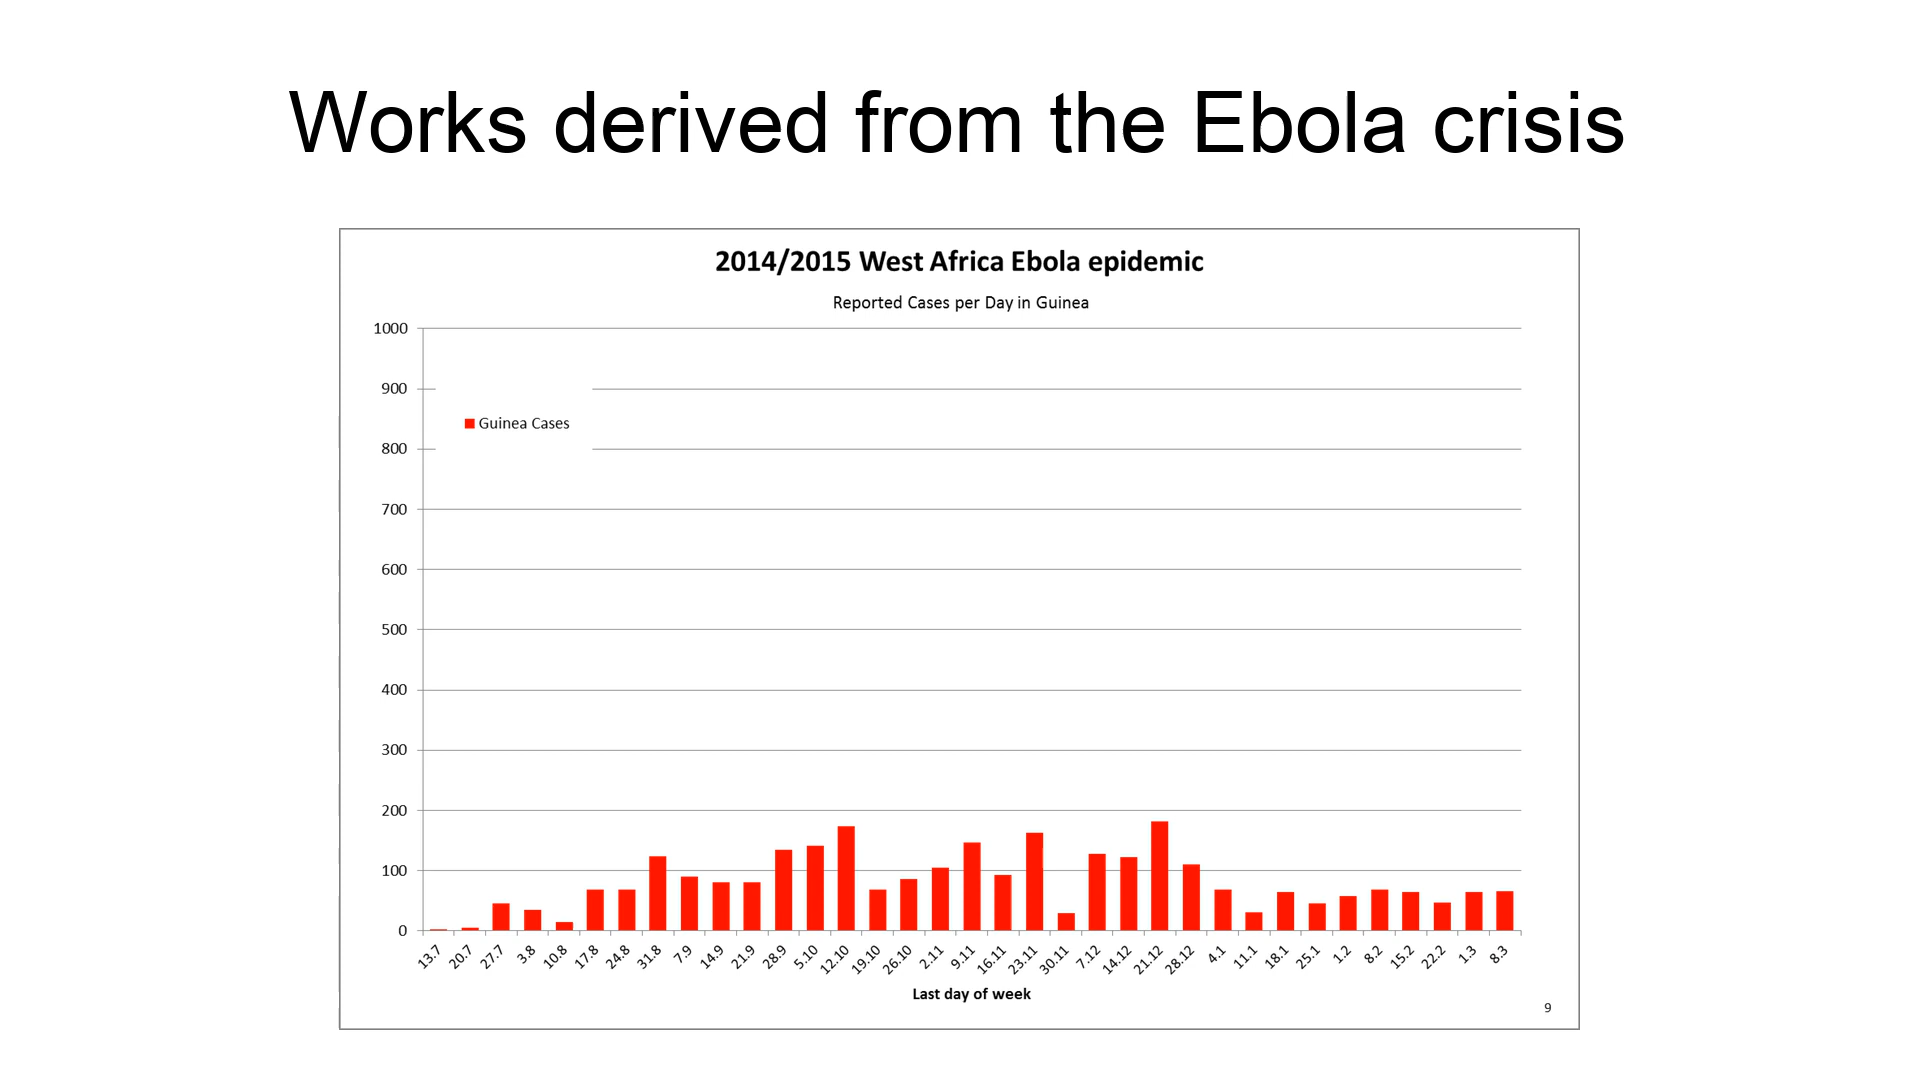 Works derived from the Ebola crisis
2014/2015 West Africa Ebola epidemic
Reported Cases per Day in Guinea
1000
900
Guinea Cases
800
700
600
500
400
300
200
100
0
13.7 20.7 27.7 3.8 10.8 17.8 24.8 31.8 7.9 14.9 21.9 28.9 5.10 12.10 19.10 26.10 2.11 9.11 16.11 23.11 30.11 7.12 14.12 21.12 28.12 4.1 11.1 18.1 25.1 1.2 8.2 15.2 22.2 1.3 8.3
Last day of week
9